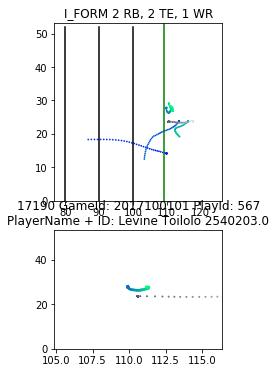 I_FORM 2 RB, 2 TE, 1 WR
50
40
30
20
10
0
80 90 100 110 120
GameId: 2017100101 PlayId: 567
PlayerName + ID: Levine Toilolo 2540203.0
40
20
0
105.0 107.5 110.0 112.5 115.0